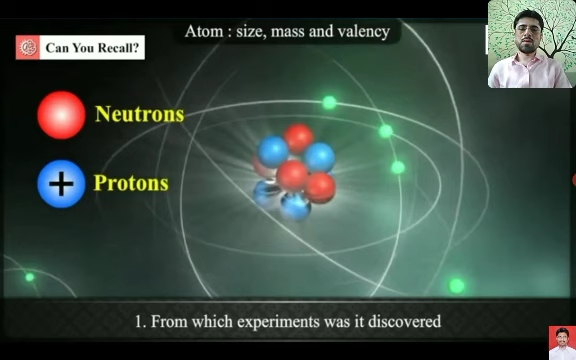 Atom : size, mass and valency
Can You Recall?
Neutrons
+ Protons
1. From which experiments was it discovered